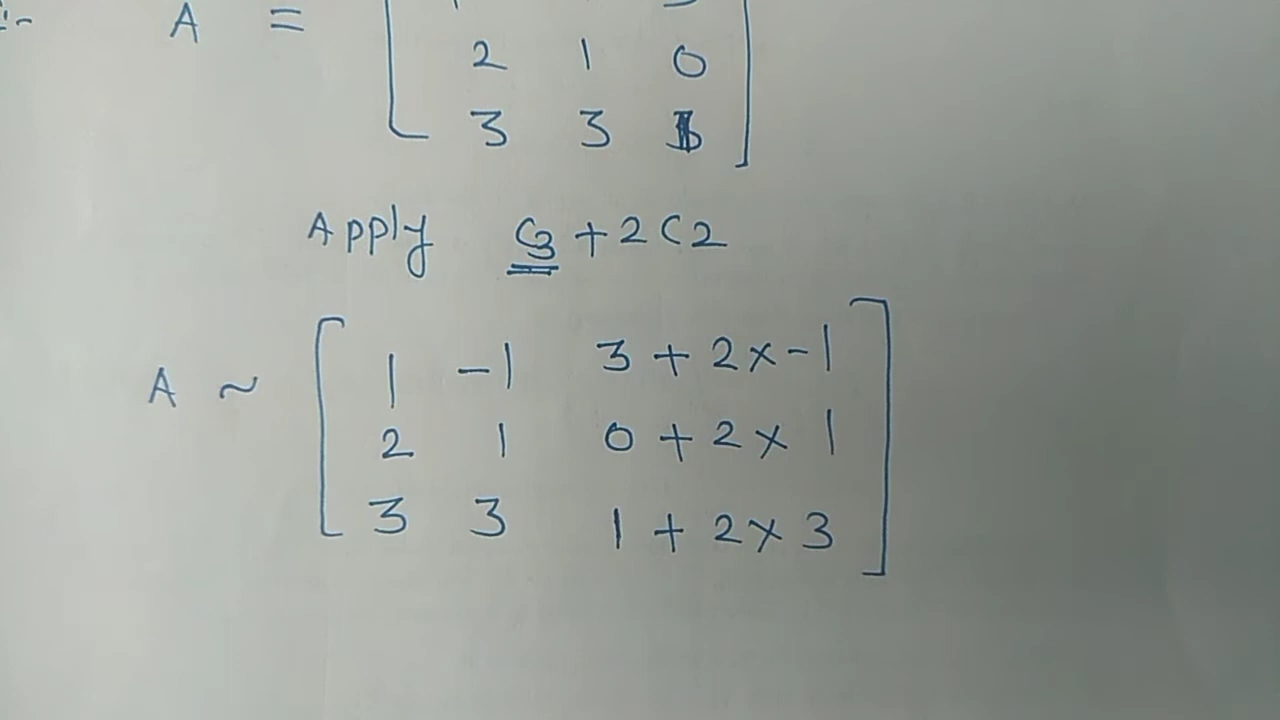 A =
2 1 0
3 3 1
Apply C3 + 2C2
A ~
1 -1 3 + 2 x -1
2 1 0 + 2 x 1
3 3 1 + 2 x 3